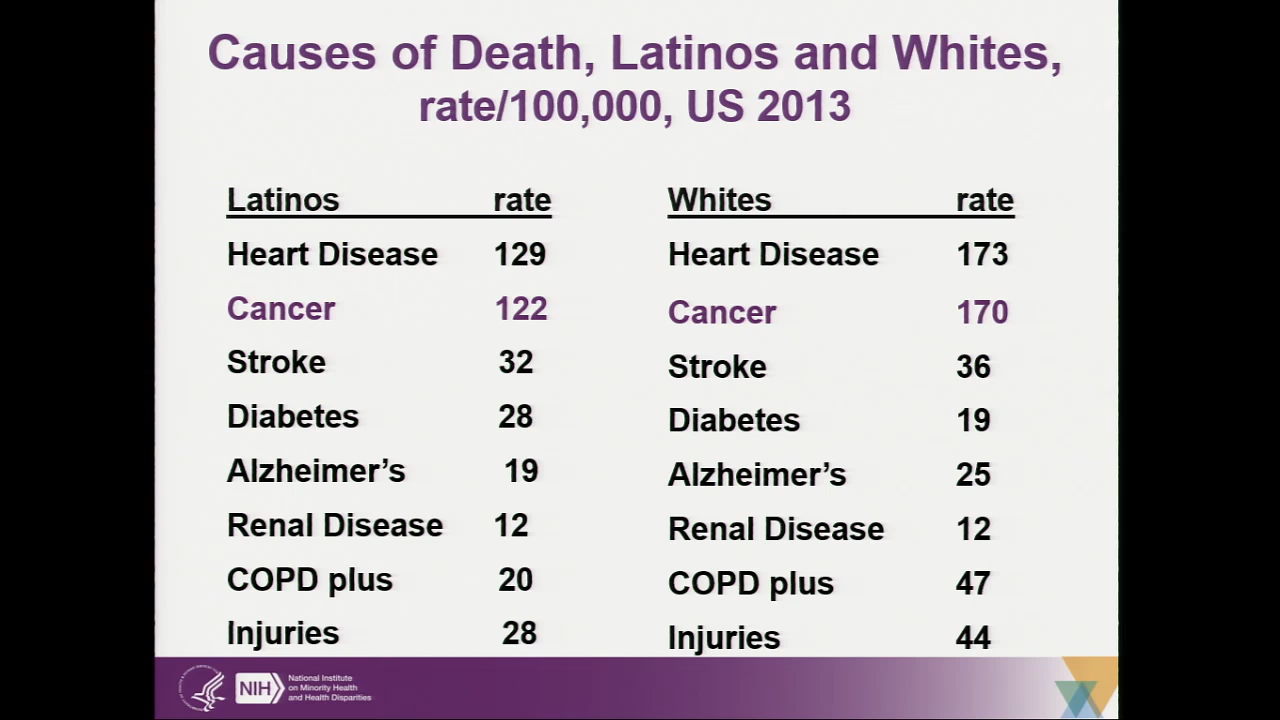 Causes of Death, Latinos and Whites,
rate/100,000, US 2013
Latinos rate Whites rate
Heart Disease 129 Heart Disease 173
Cancer 122 Cancer 170
Stroke 32 Stroke 36
Diabetes 28 Diabetes 19
Alzheimer’s 19 Alzheimer’s 25
Renal Disease 12 Renal Disease 12
COPD plus 20 COPD plus 47
Injuries 28 Injuries 44
NIH
National Institute
on Minority Health
and Health Disparities